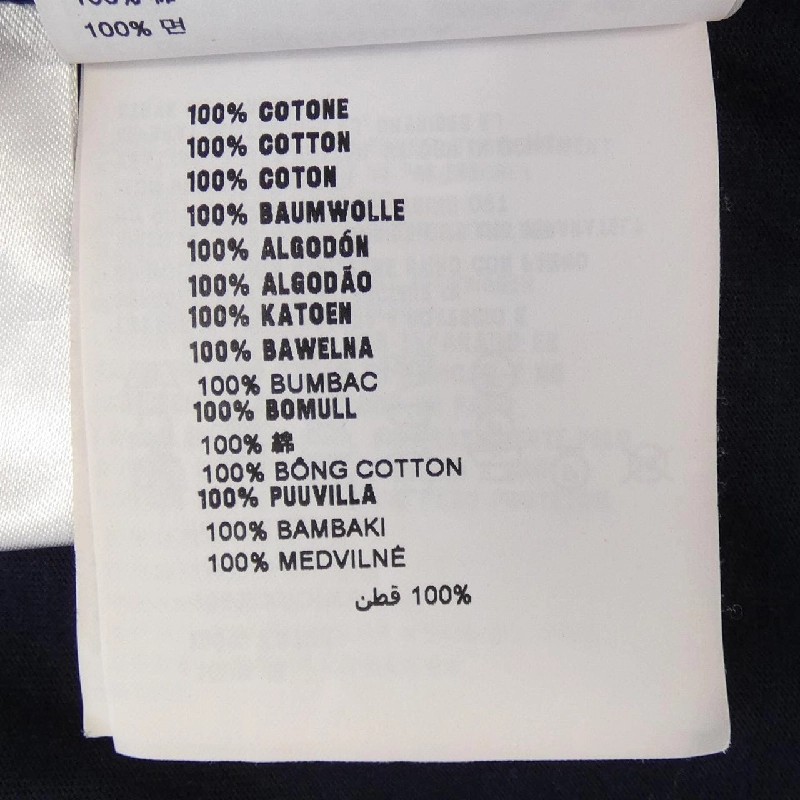 100% 면
100% COTONE
100% COTTON
100% COTON
100% BAUMWOLLE
100% ALGODÓN
100% ALGODÃO
100% KATOEN
100% BAWELNA
100% BUMBAC
100% BOMULL
100% 綿
100% BÔNG COTTON
100% PUUVILLA
100% BAMBAKI
100% MEDVILNĖ
100% قطن